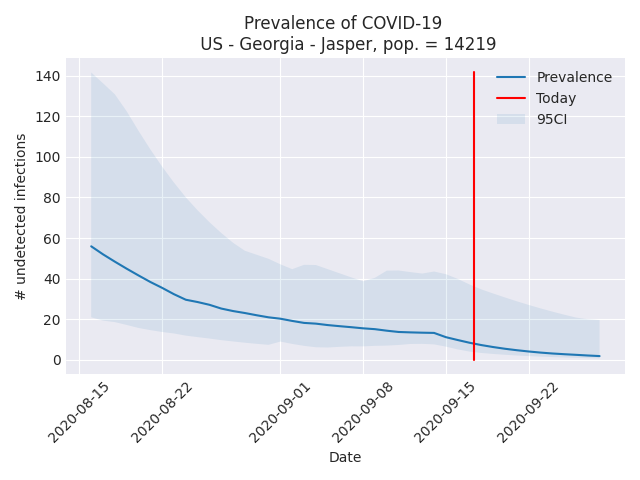 Prevalence of COVID-19
US - Georgia - Jasper, pop. = 14219
Prevalence
Today
95CI
# undetected infections
140
120
100
80
60
40
20
0
2020-08-15
2020-08-22
2020-09-01
2020-09-08
2020-09-15
2020-09-22
Date